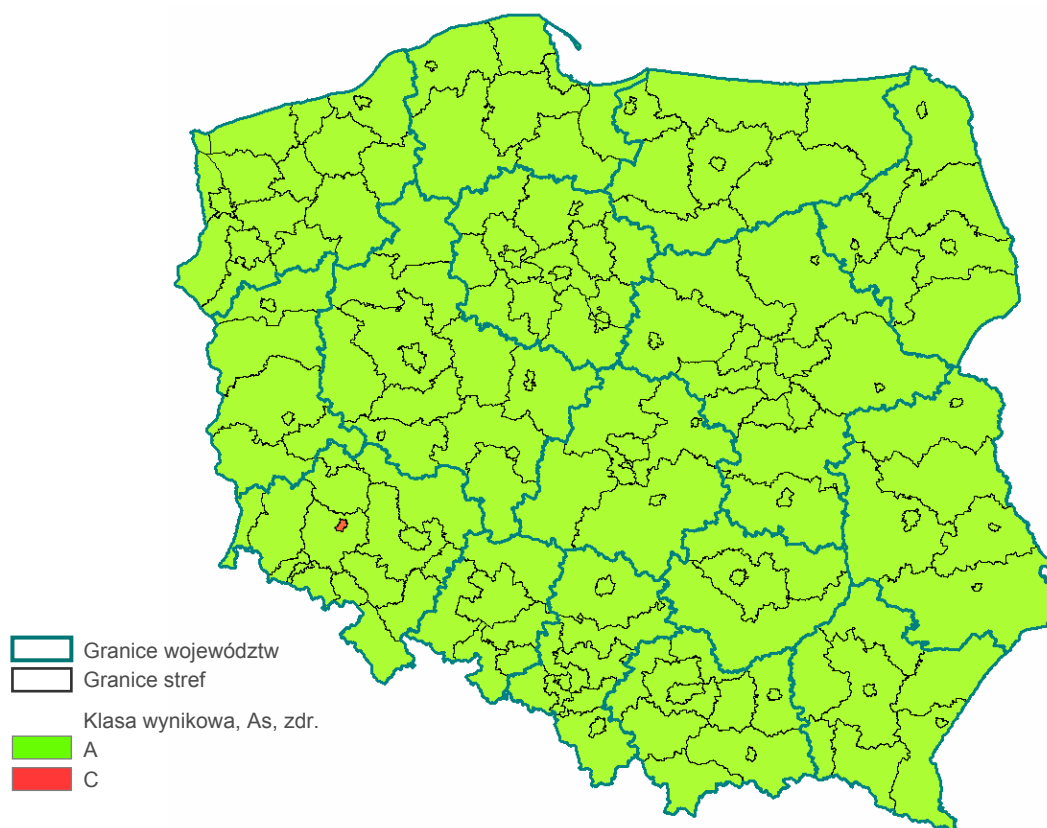 Granice województw
Granice stref
Klasa wynikowa, As, zdr.
A
C